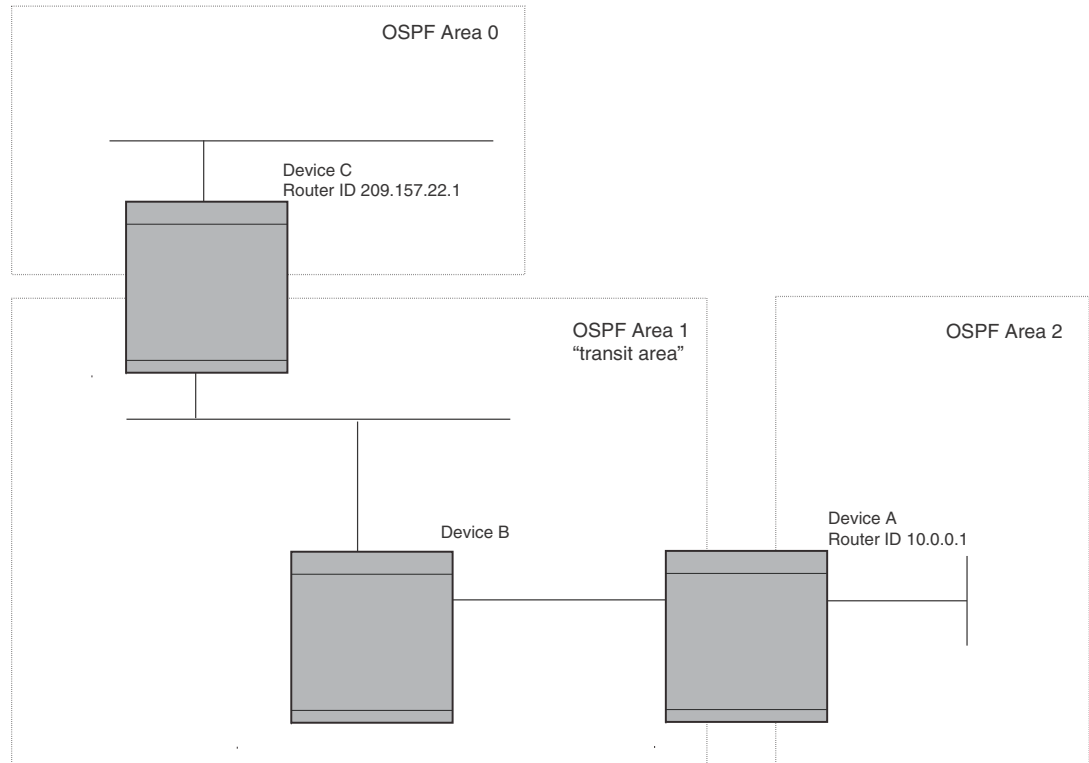 OSPF Area 0
Device C
Router ID 209.157.22.1
OSPF Area 1
“transit area”
OSPF Area 2
Device B
Device A
Router ID 10.0.0.1